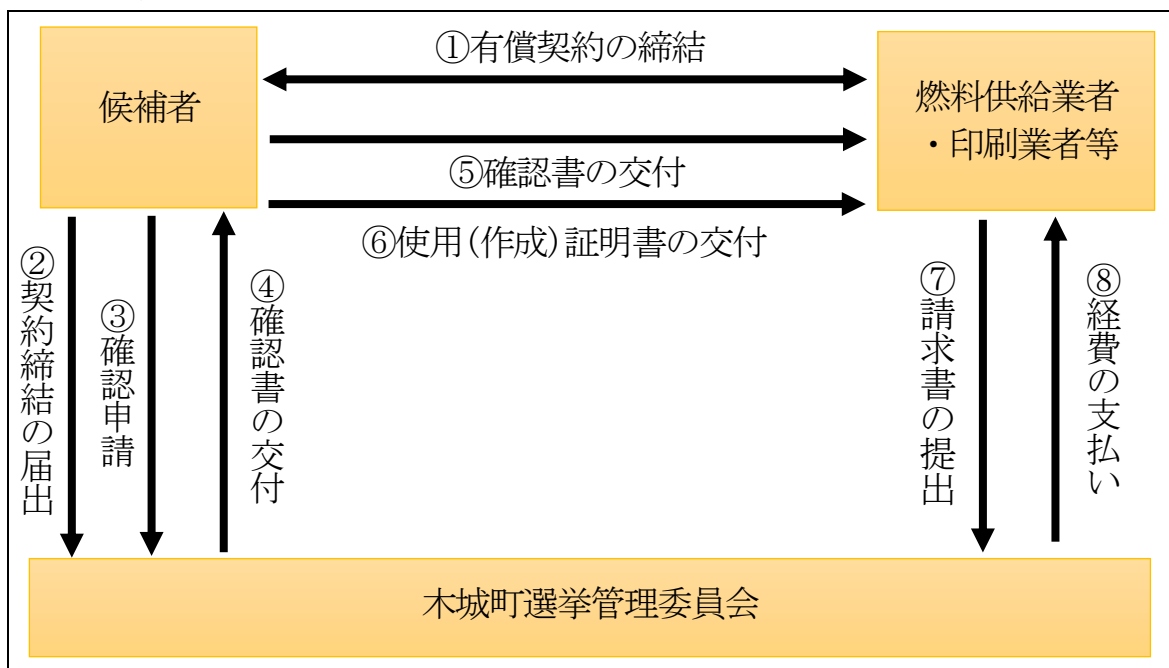 ①有償契約の締結
候補者
燃料供給業者
・印刷業者等
⑤確認書の交付
⑥使用(作成)証明書の交付
②契約締結の届出
③確認申請
④確認書の交付
⑦請求書の提出
⑧経費の支払い
木城町選挙管理委員会